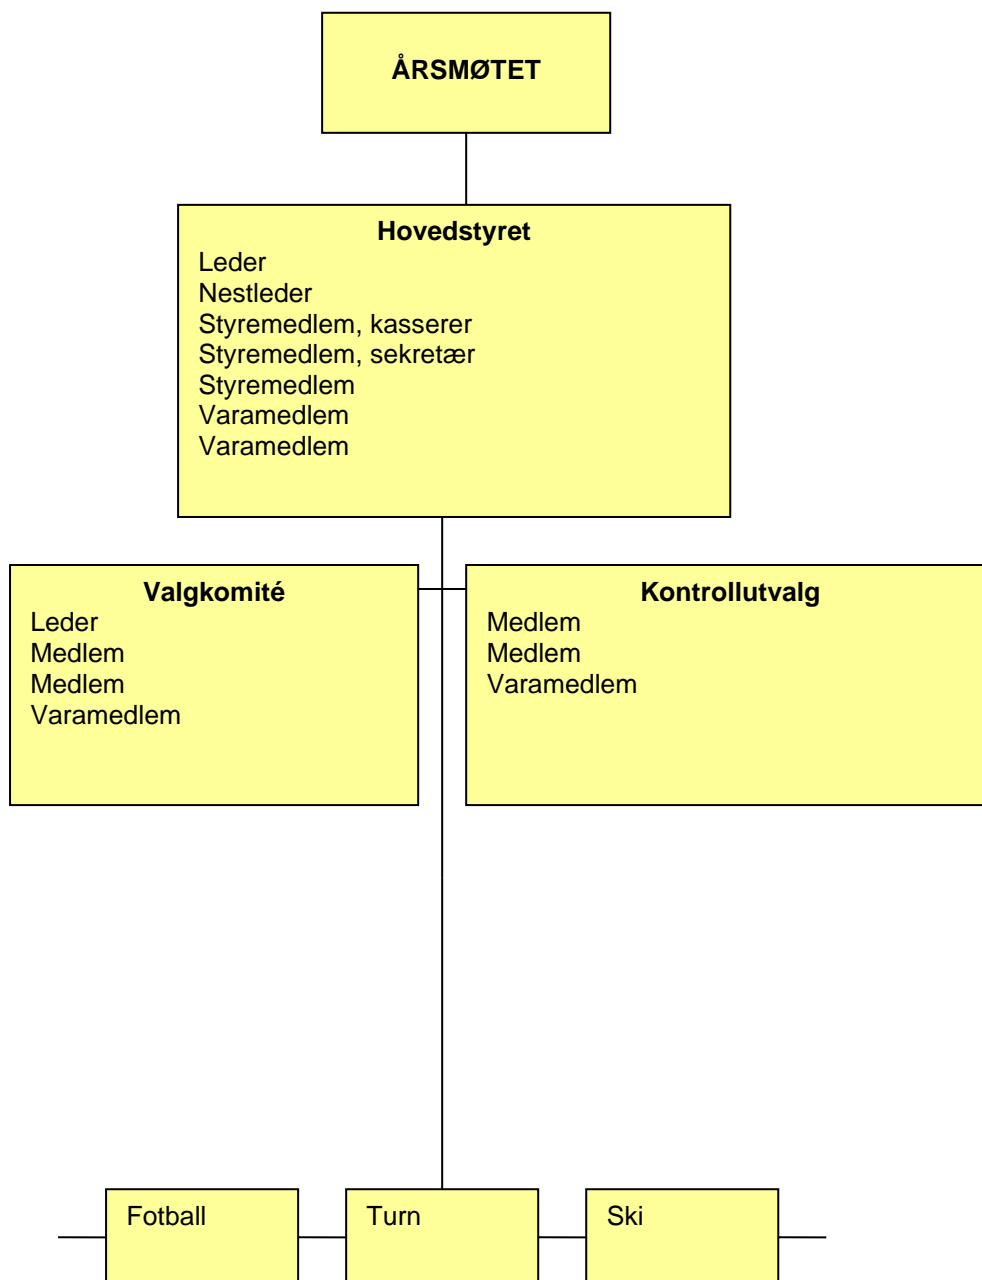 ÅRSMØTET
Hovedstyret
Leder
Nestleder
Styremedlem, kasserer
Styremedlem, sekretær
Styremedlem
Varamedlem
Varamedlem
Valgkomité
Leder
Medlem
Medlem
Varamedlem
Kontrollutvalg
Medlem
Medlem
Varamedlem
Fotball
Turn
Ski